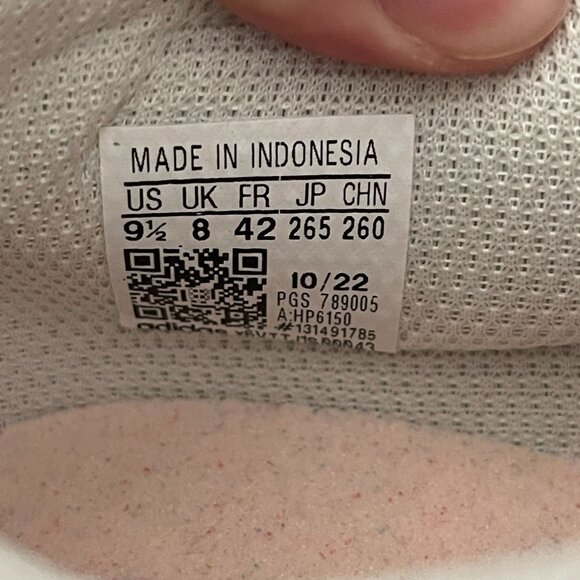 MADE IN INDONESIA
US UK FR JP CHN
9½ 8 42 265 260
10/22
PGS 789005
A:HP6150
#131491785
adidas